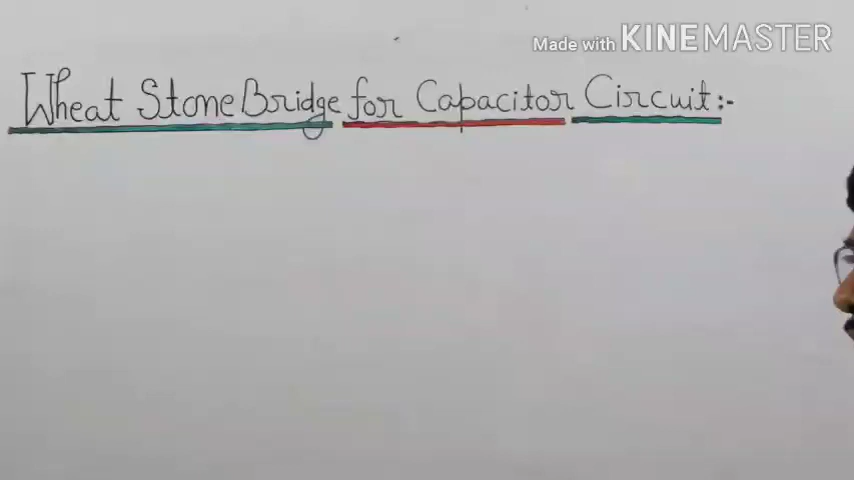 Made with KINEMASTER
Wheat Stone Bridge for Capacitor Circuit:-